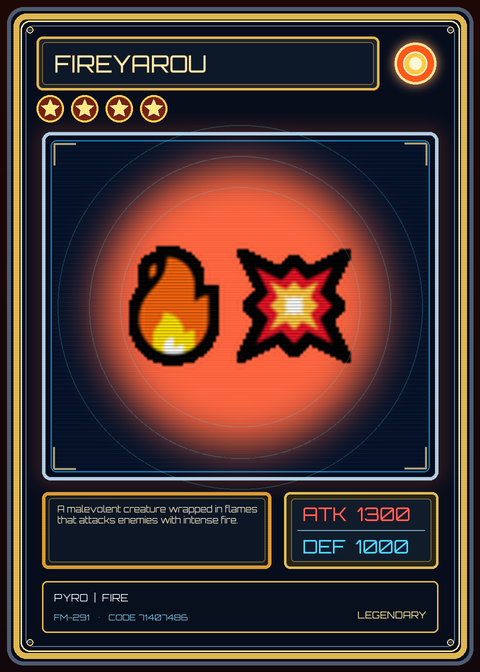 FIREYAROU
A malevolent creature wrapped in flames
that attacks enemies with intense fire.
ATK 1300
DEF 1000
PYRO | FIRE
FM-291 · CODE 71407486
LEGENDARY